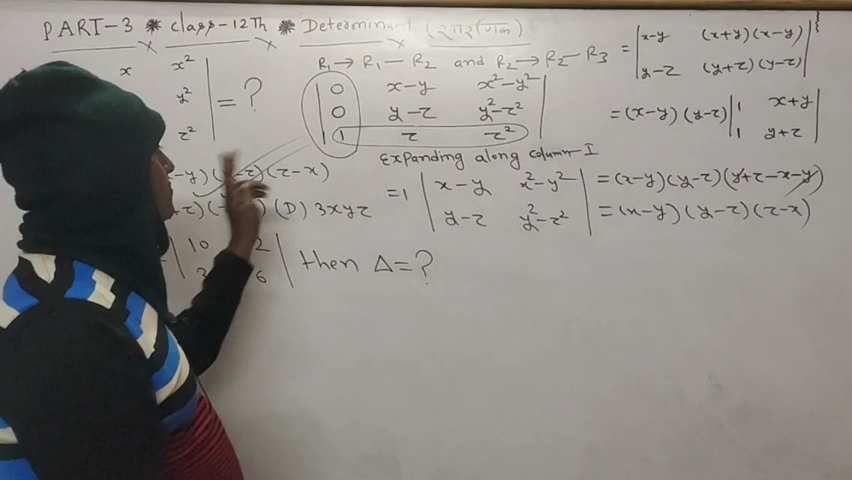 PART-3 * class-12Th * Determinant (सारणिक)
x x²
y² = ?
z²
-y) (y-z) (z-x)
(D) 3xyz
10 2
6 then Δ = ?
R₁→ R₁ - R₂ and R₂→ R₂ - R₃
0 x-y x²-y²
0 y-z y²-z²
1 z z²
Expanding along column-I
=1 | x-y x²-y² |
| y-z y²-z² |
= | x-y (x+y)(x-y) |
| y-z (y+z)(y-z) |
=(x-y) (y-z) | 1 x+y |
| 1 y+z |
=(x-y) (y-z) (y+z-x-y)
=(x-y) (y-z) (z-x)